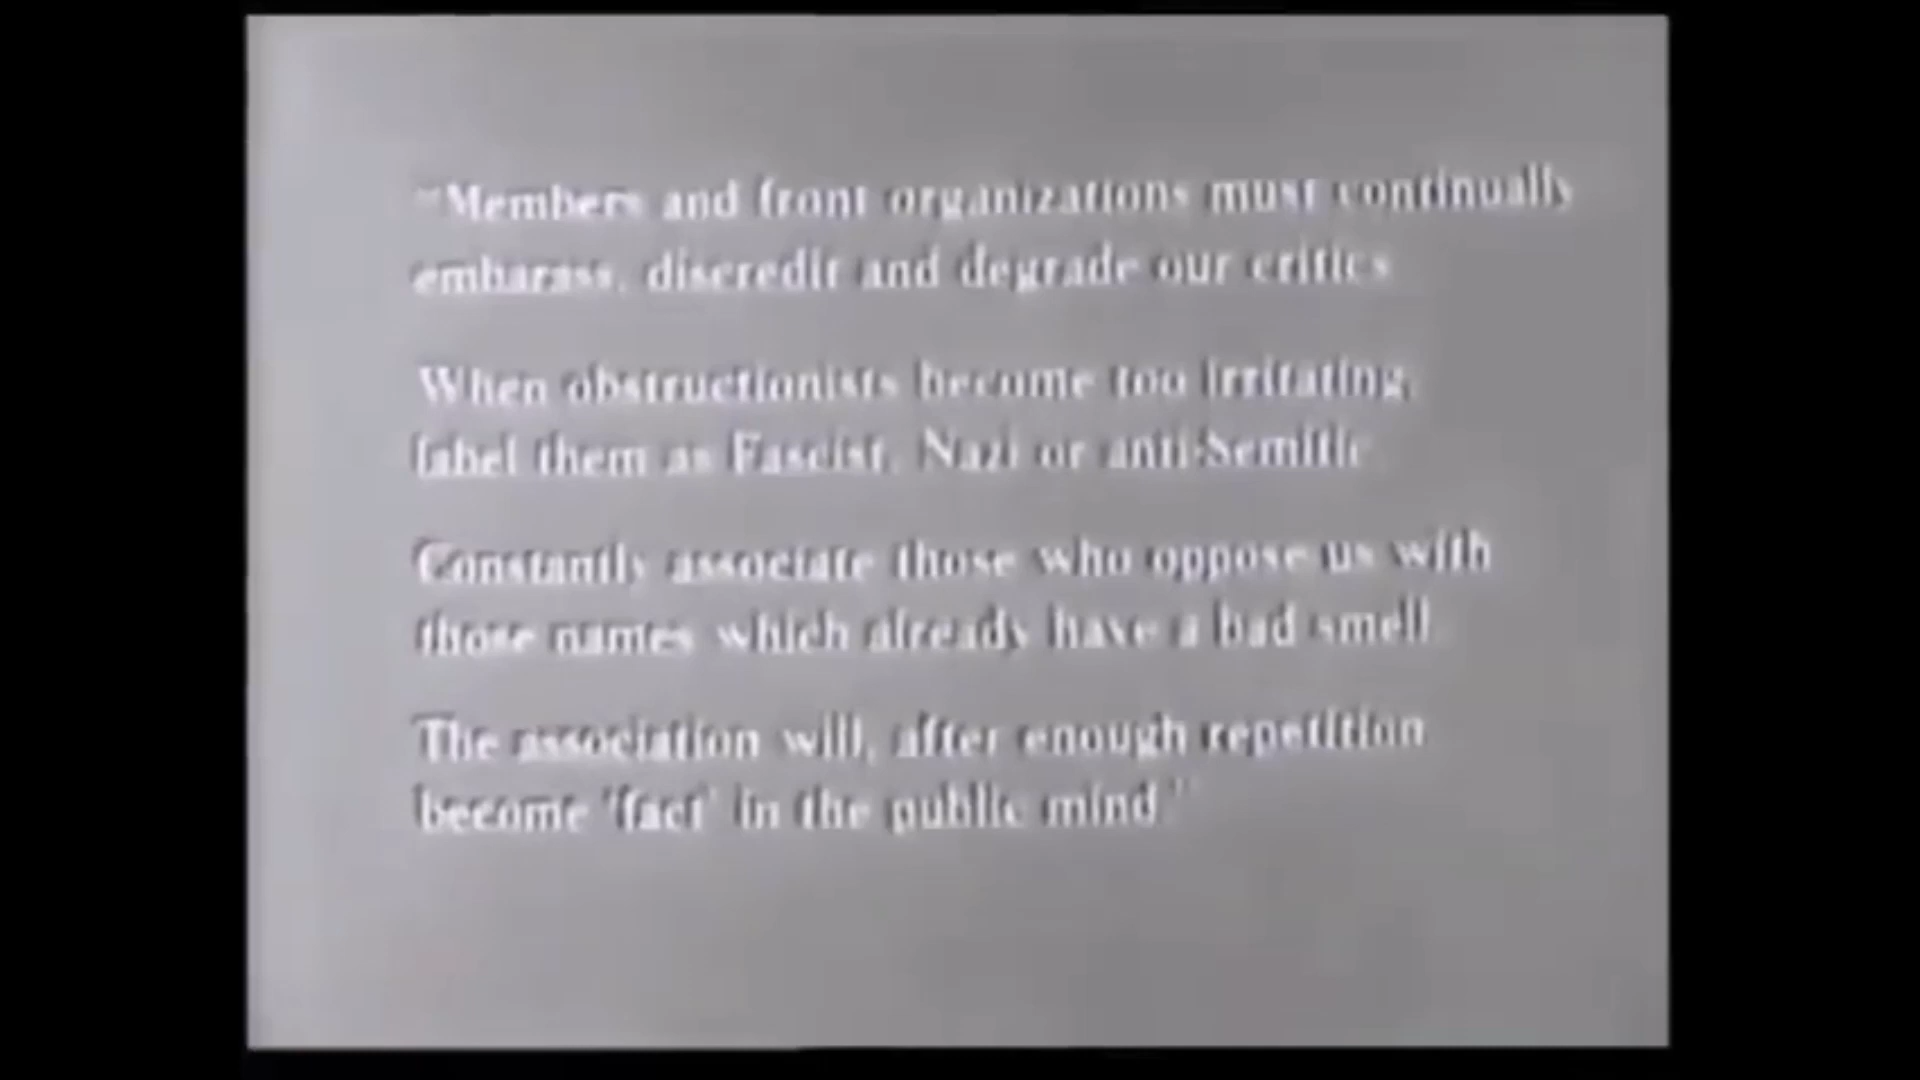 "Members and front organizations must continually
embarass, discredit and degrade our critics.
When obstructionists become too irritating,
label them as Fascist, Nazi or anti-Semitic.
Constantly associate those who oppose us with
those names which already have a bad smell.
The association will, after enough repetition
become 'fact' in the public mind."